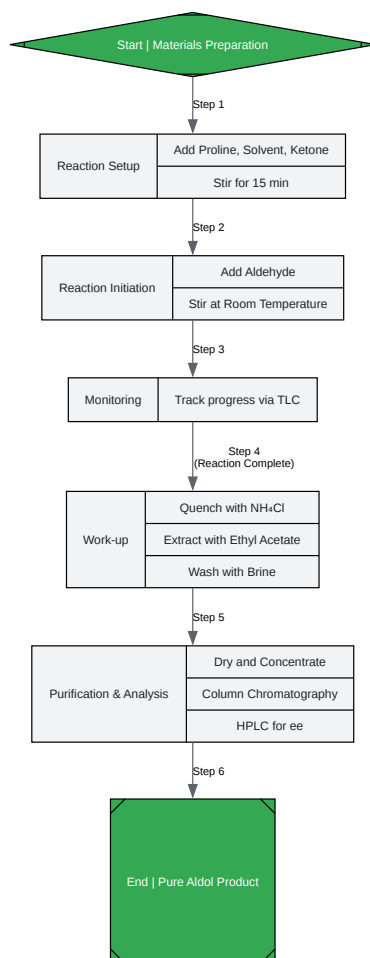 Start | Materials Preparation
Step 1
Reaction Setup
Add Proline, Solvent, Ketone
Stir for 15 min
Step 2
Reaction Initiation
Add Aldehyde
Stir at Room Temperature
Step 3
Monitoring
Track progress via TLC
Step 4
(Reaction Complete)
Work-up
Quench with NH₄Cl
Extract with Ethyl Acetate
Wash with Brine
Step 5
Purification & Analysis
Dry and Concentrate
Column Chromatography
HPLC for ee
Step 6
End | Pure Aldol Product